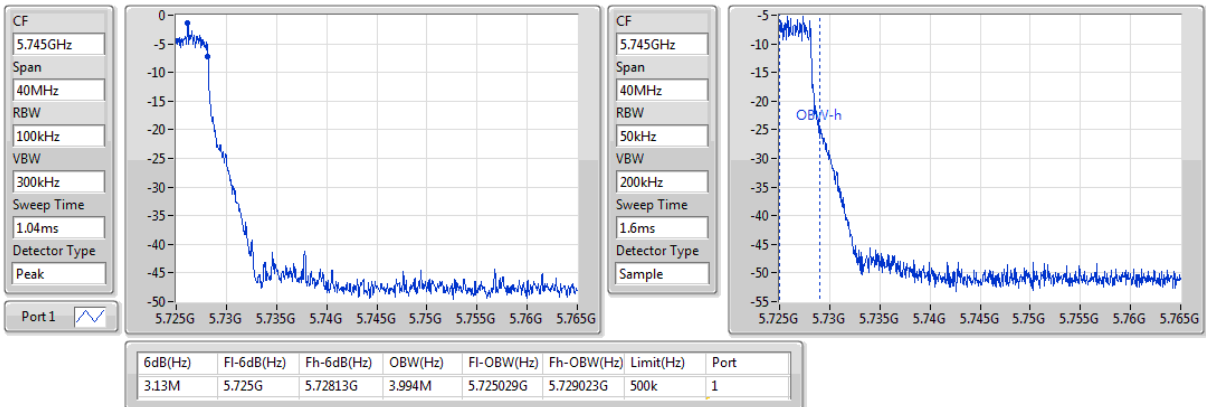 CF
5.745GHz
Span
40MHz
RBW
100kHz
VBW
300kHz
Sweep Time
1.04ms
Detector Type
Peak
Port 1
0
-5
-10
-15
-20
-25
-30
-35
-40
-45
-50
5.725G 5.73G 5.735G 5.74G 5.745G 5.75G 5.755G 5.76G 5.765G
CF
5.745GHz
Span
40MHz
RBW
50kHz
VBW
200kHz
Sweep Time
1.6ms
Detector Type
Sample
-5
-10
-15
-20
-25
-30
-35
-40
-45
-50
-55
OBW-h
5.725G 5.73G 5.735G 5.74G 5.745G 5.75G 5.755G 5.76G 5.765G
6dB(Hz) Fl-6dB(Hz) Fh-6dB(Hz) OBW(Hz) Fl-OBW(Hz) Fh-OBW(Hz) Limit(Hz) Port
3.13M 5.725G 5.72813G 3.994M 5.725029G 5.729023G 500k 1